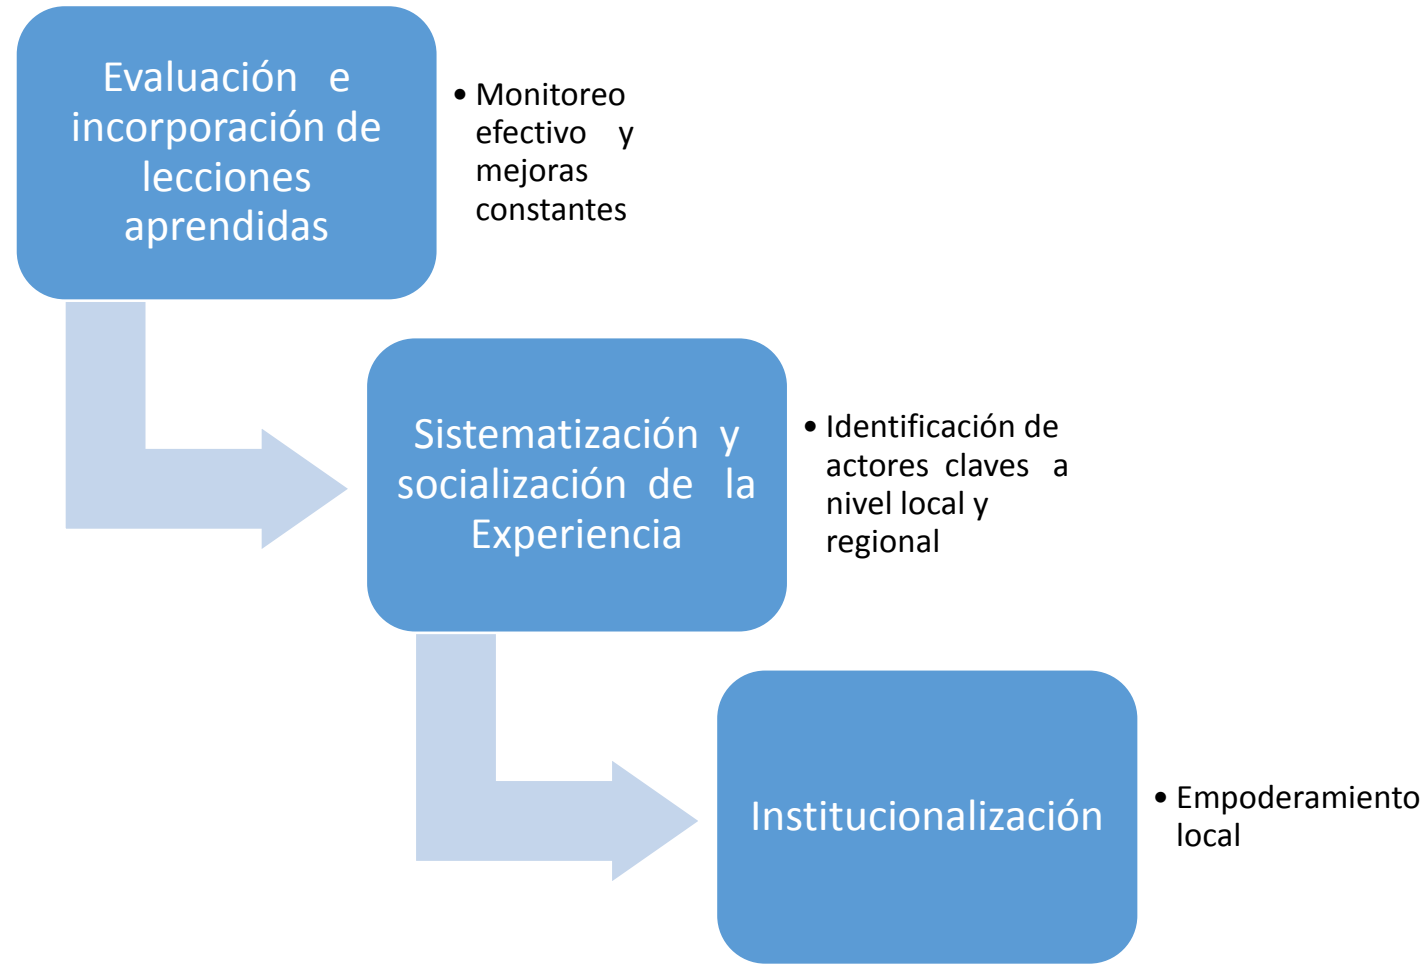 Evaluación e
incorporación de
lecciones
aprendidas
• Monitoreo
efectivo y
mejoras
constantes
Sistematización y
socialización de la
Experiencia
• Identificación de
actores claves a
nivel local y
regional
Institucionalización
• Empoderamiento
local